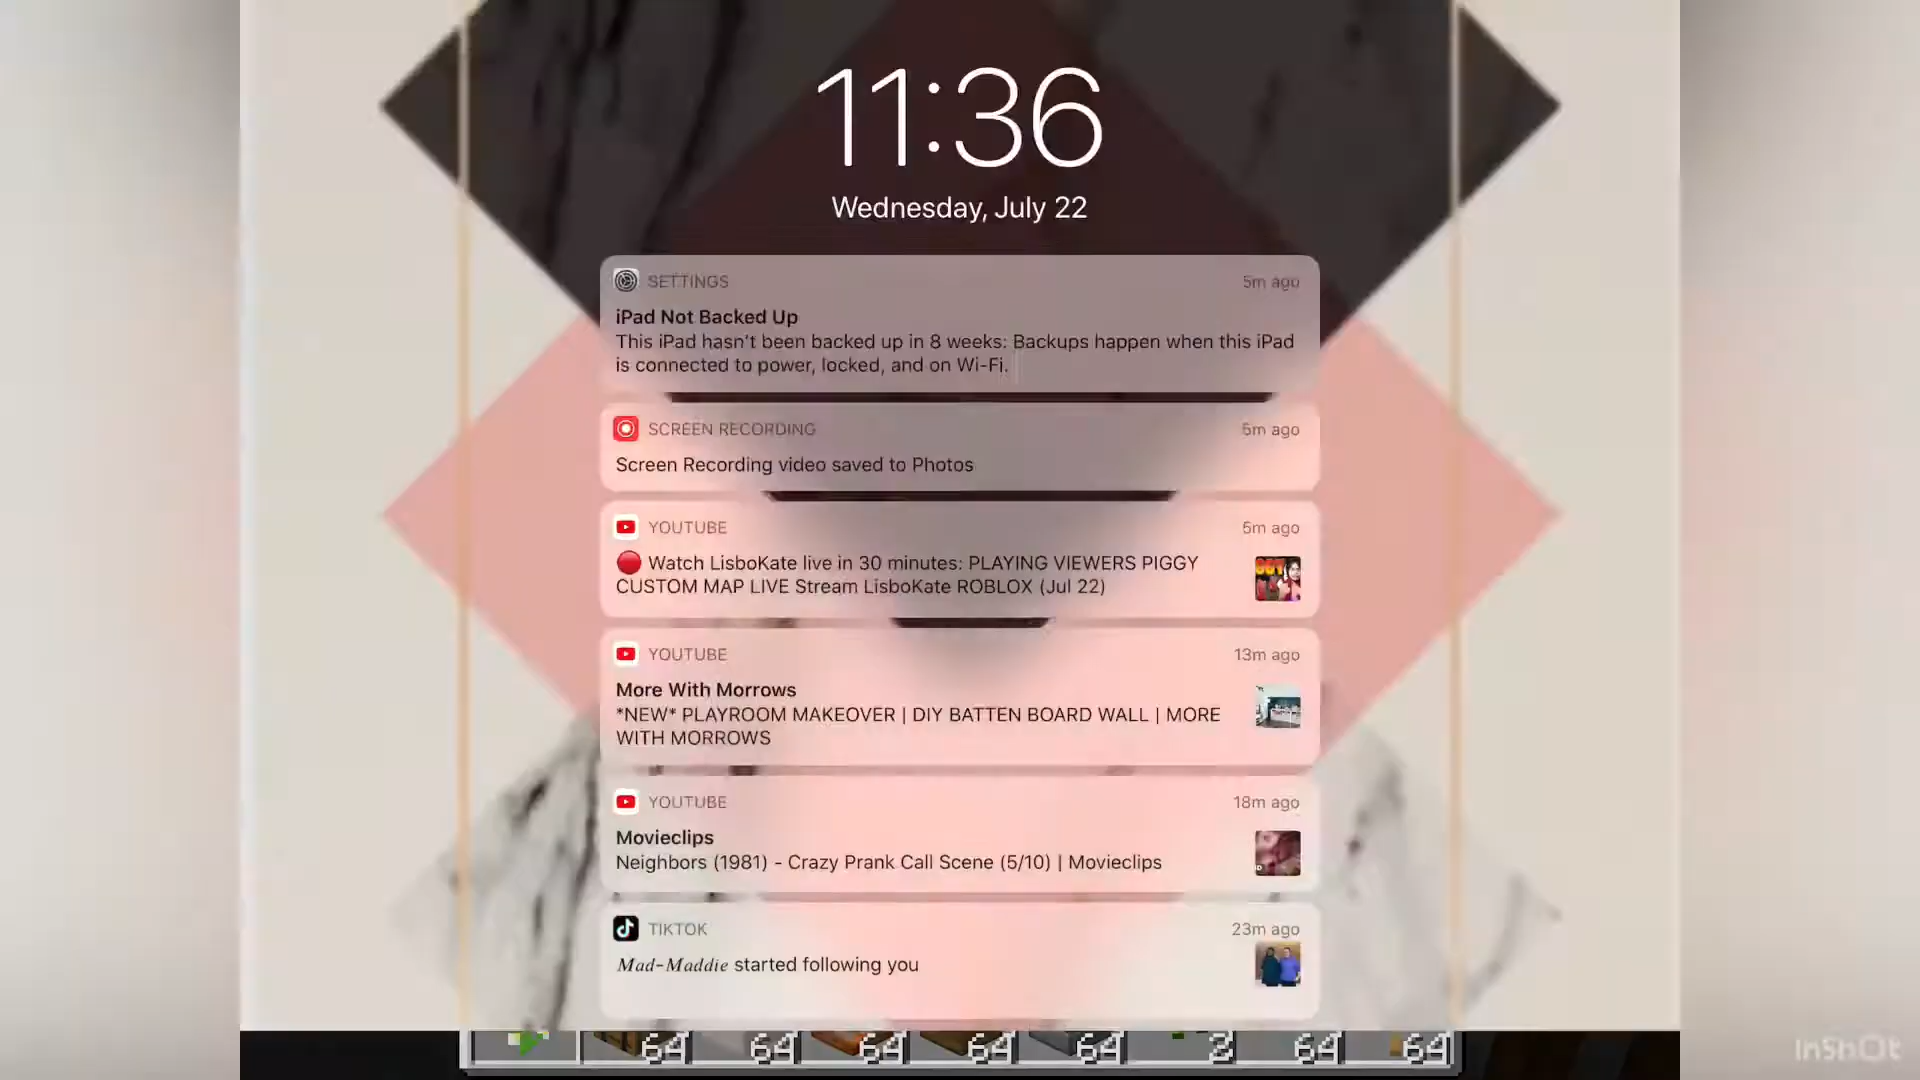 11:36
Wednesday, July 22
SETTINGS 5m ago
iPad Not Backed Up
This iPad hasn't been backed up in 8 weeks: Backups happen when this iPad
is connected to power, locked, and on Wi-Fi.
SCREEN RECORDING 5m ago
Screen Recording video saved to Photos
YOUTUBE 5m ago
🔴 Watch LisboKate live in 30 minutes: PLAYING VIEWERS PIGGY
CUSTOM MAP LIVE Stream LisboKate ROBLOX (Jul 22)
YOUTUBE 13m ago
More With Morrows
*NEW* PLAYROOM MAKEOVER | DIY BATTEN BOARD WALL | MORE
WITH MORROWS
YOUTUBE 18m ago
Movieclips
Neighbors (1981) - Crazy Prank Call Scene (5/10) | Movieclips
TIKTOK 23m ago
Mad-Maddie started following you
64 64 64 64 64 2 64 64
InShOt